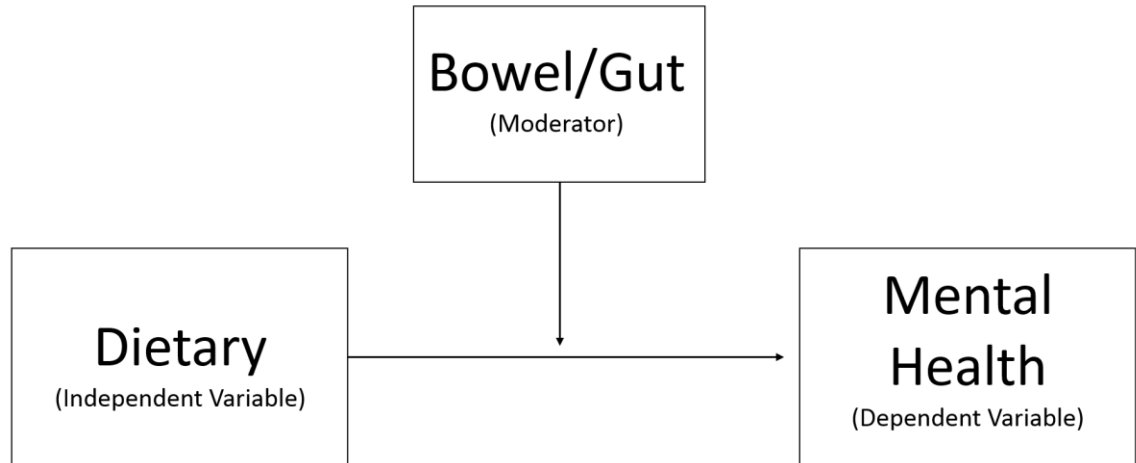 Bowel/Gut
(Moderator)
Dietary
(Independent Variable)
Mental
Health
(Dependent Variable)